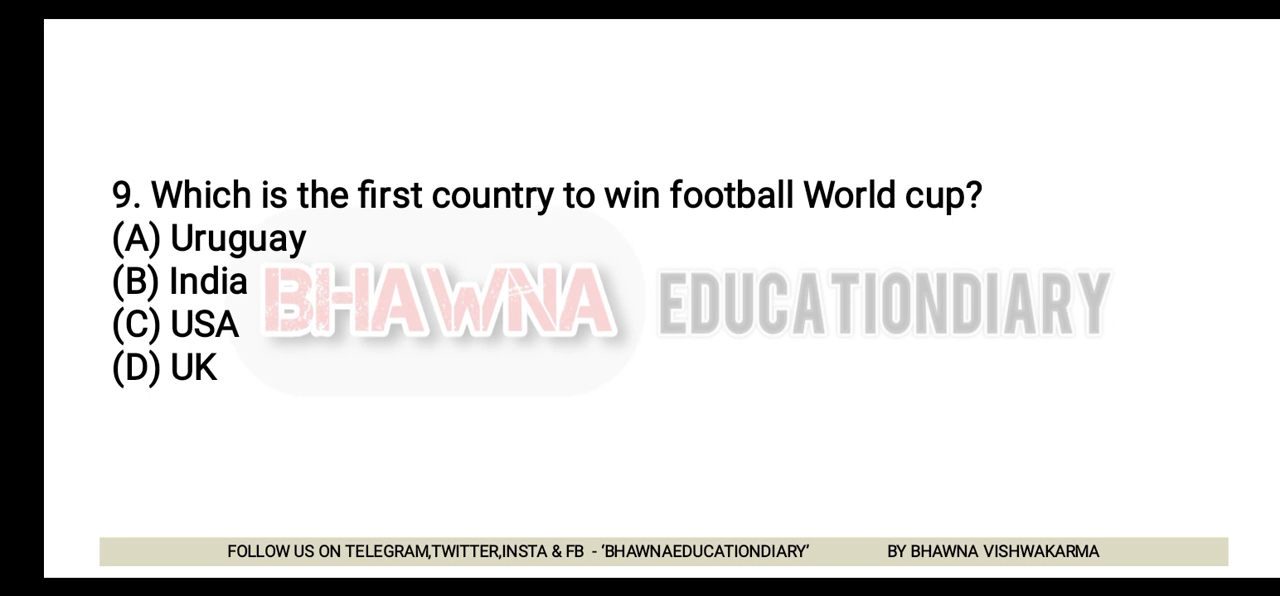 9. Which is the first country to win football World cup?
(A) Uruguay
(B) India
(C) USA
(D) UK
BHAWNA EDUCATIONDIARY
FOLLOW US ON TELEGRAM,TWITTER,INSTA & FB - ‘BHAWNAEDUCATIONDIARY’ BY BHAWNA VISHWAKARMA